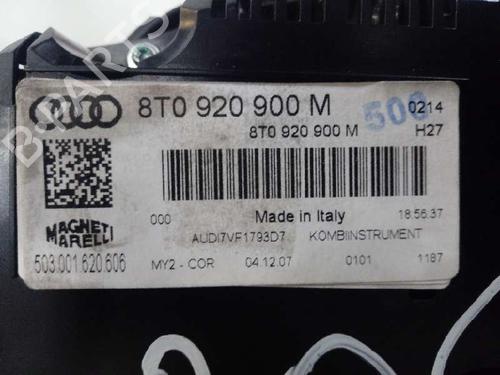 8T0 920 900 M
500
0214
8T0 920 900 M
H27
000
Made in Italy
18.56.37
MAGNETI
MARELLI
AUDI7VF1793D7
KOMBIINSTRUMENT
503.001.620.606
MY2 - COR
04.12.07
0101
1187
B-PARTS